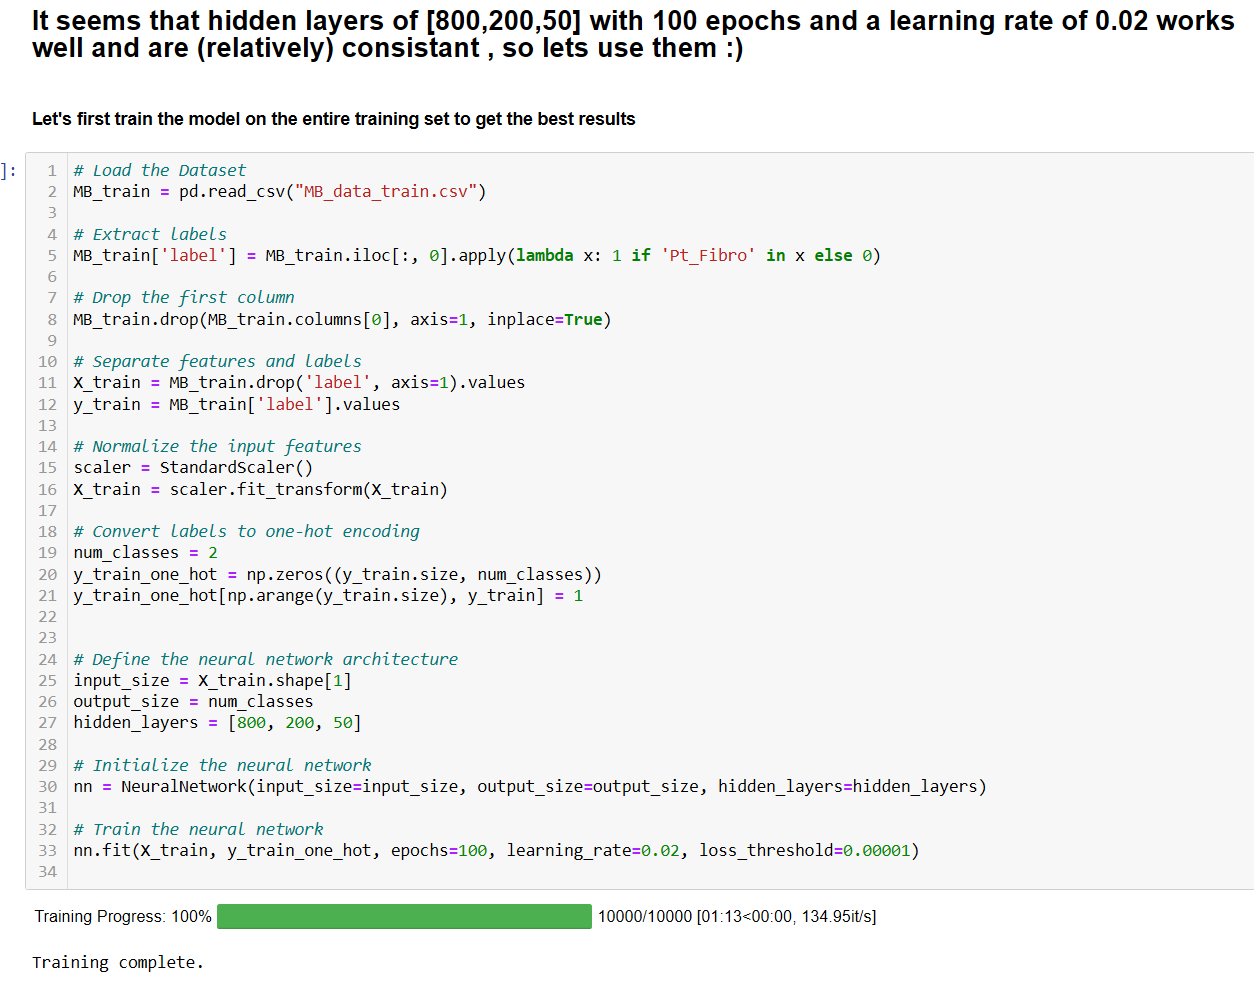 It seems that hidden layers of [800,200,50] with 100 epochs and a learning rate of 0.02 works
well and are (relatively) consistant , so lets use them :)
Let's first train the model on the entire training set to get the best results
]:
1 # Load the Dataset
2 MB_train = pd.read_csv("MB_data_train.csv")
3
4 # Extract labels
5 MB_train['label'] = MB_train.iloc[:, 0].apply(lambda x: 1 if 'Pt_Fibro' in x else 0)
6
7 # Drop the first column
8 MB_train.drop(MB_train.columns[0], axis=1, inplace=True)
9
10 # Separate features and labels
11 X_train = MB_train.drop('label', axis=1).values
12 y_train = MB_train['label'].values
13
14 # Normalize the input features
15 scaler = StandardScaler()
16 X_train = scaler.fit_transform(X_train)
17
18 # Convert labels to one-hot encoding
19 num_classes = 2
20 y_train_one_hot = np.zeros((y_train.size, num_classes))
21 y_train_one_hot[np.arange(y_train.size), y_train] = 1
22
23
24 # Define the neural network architecture
25 input_size = X_train.shape[1]
26 output_size = num_classes
27 hidden_layers = [800, 200, 50]
28
29 # Initialize the neural network
30 nn = NeuralNetwork(input_size=input_size, output_size=output_size, hidden_layers=hidden_layers)
31
32 # Train the neural network
33 nn.fit(X_train, y_train_one_hot, epochs=100, learning_rate=0.02, loss_threshold=0.00001)
34
Training Progress: 100% 10000/10000 [01:13<00:00, 134.95it/s]
Training complete.